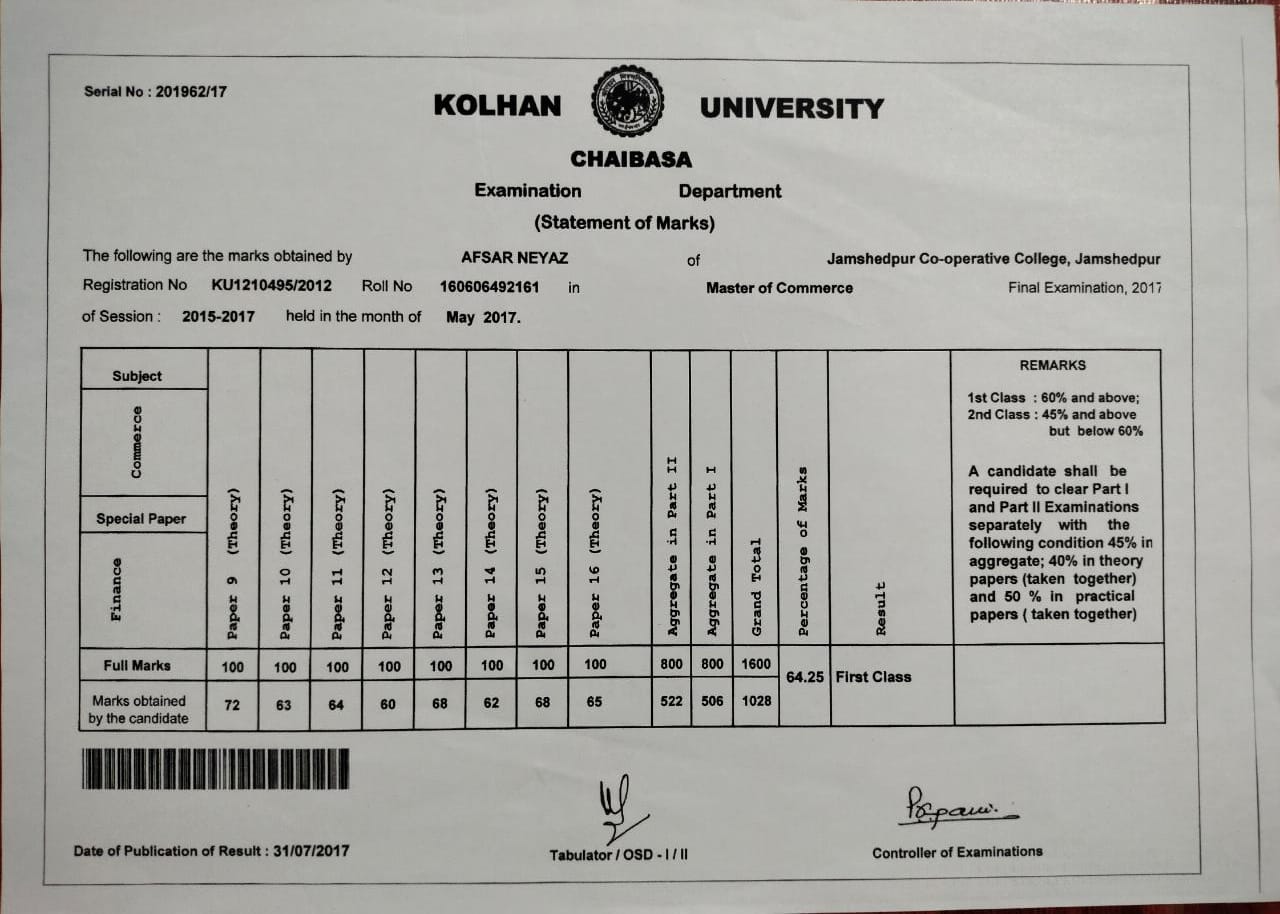 Serial No : 201962/17
KOLHAN UNIVERSITY
CHAIBASA
Examination Department
(Statement of Marks)
The following are the marks obtained by AFSAR NEYAZ of Jamshedpur Co-operative College, Jamshedpur
Registration No KU1210495/2012 Roll No 160606492161 in Master of Commerce Final Examination, 2017
of Session : 2015-2017 held in the month of May 2017.
Subject
Commerce
Special Paper
Finance
Paper 9 (Theory)
Paper 10 (Theory)
Paper 11 (Theory)
Paper 12 (Theory)
Paper 13 (Theory)
Paper 14 (Theory)
Paper 15 (Theory)
Paper 16 (Theory)
Aggregate in Part II
Aggregate in Part I
Grand Total
Percentage of Marks
Result
REMARKS
1st Class : 60% and above;
2nd Class : 45% and above
but below 60%
A candidate shall be
required to clear Part I
and Part II Examinations
separately with the
following condition 45% in
aggregate; 40% in theory
papers (taken together)
and 50 % in practical
papers ( taken together)
Full Marks 100 100 100 100 100 100 100 100 800 800 1600
64.25 First Class
Marks obtained
by the candidate
72 63 64 60 68 62 68 65 522 506 1028
Date of Publication of Result : 31/07/2017
Tabulator / OSD - I / II
Controller of Examinations